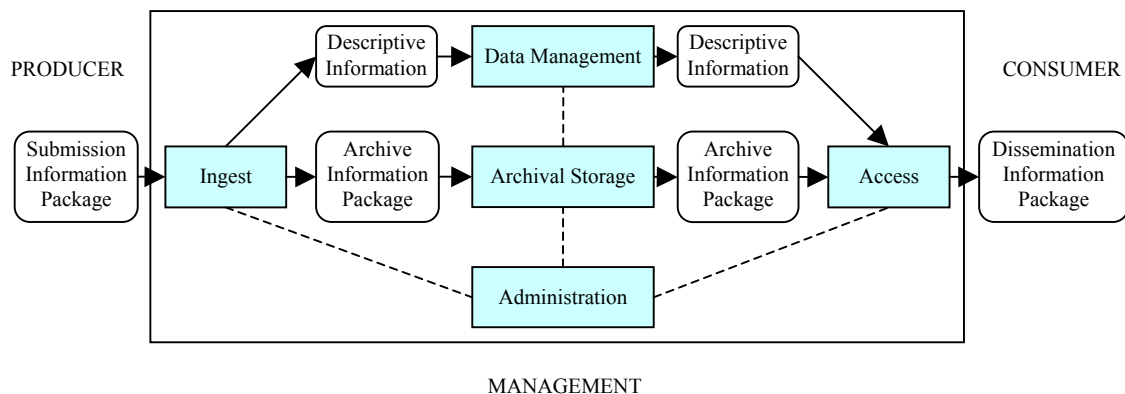 PRODUCER
Descriptive
Information
Data Management
Descriptive
Information
CONSUMER
Submission
Information
Package
Ingest
Archive
Information
Package
Archival Storage
Archive
Information
Package
Access
Dissemination
Information
Package
Administration
MANAGEMENT